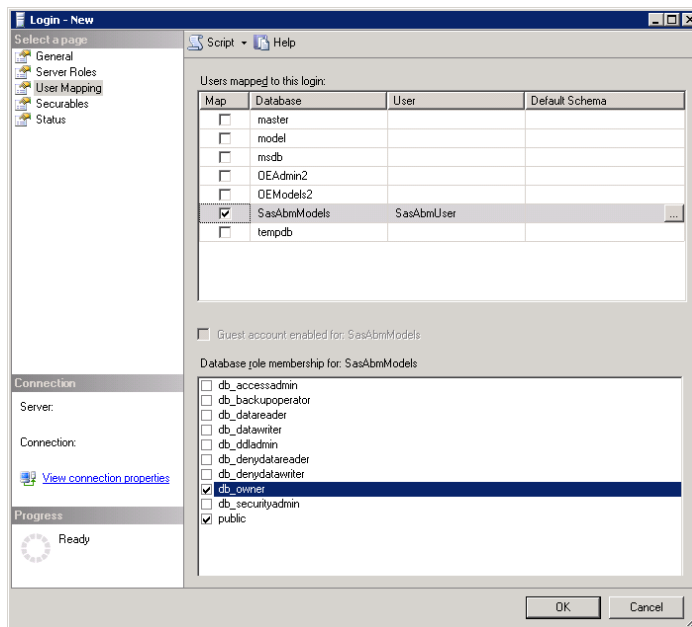 Login - New
Select a page
General
Server Roles
User Mapping
Securables
Status
Script Help
Users mapped to this login:
Map Database User Default Schema
master
model
msdb
OEAdmin2
OEModels2
SasAbmModels SasAbmUser ...
tempdb
Guest account enabled for: SasAbmModels
Database role membership for: SasAbmModels
db_accessadmin
db_backupoperator
db_datareader
db_datawriter
db_ddladmin
db_denydatareader
db_denydatawriter
db_owner
db_securityadmin
public
Connection
Server:
Connection:
View connection properties
Progress
Ready
OK Cancel